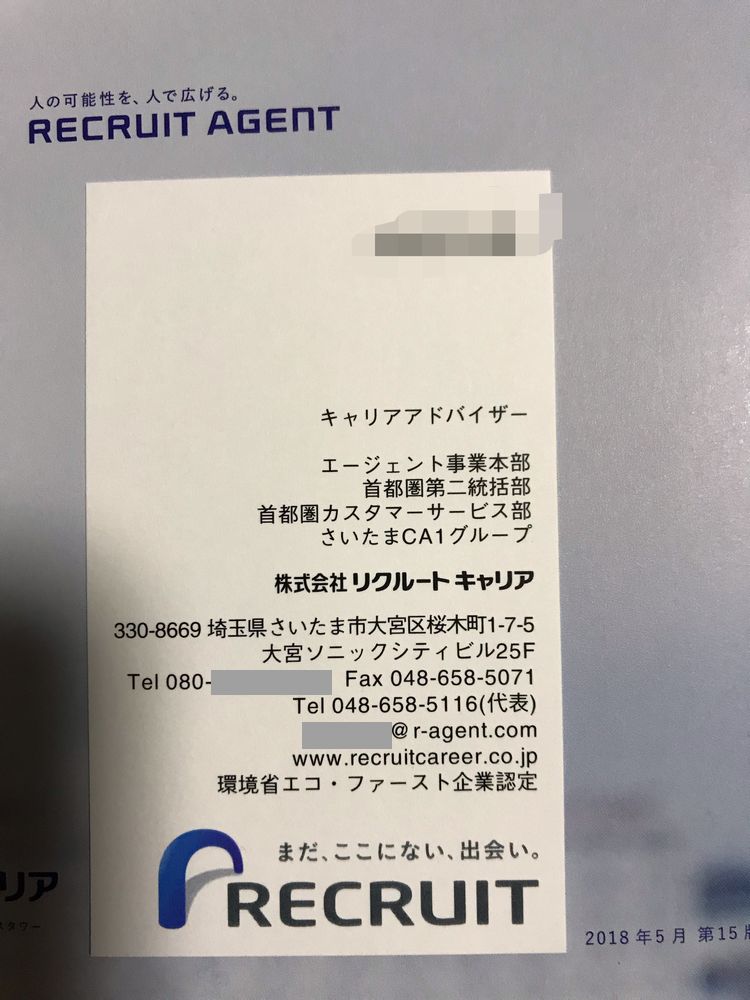 人の可能性を、人で広げる。
RECRUIT AGENT
キャリアアドバイザー
エージェント事業本部
首都圏第二統括部
首都圏カスタマーサービス部
さいたまCA1グループ
株式会社 リクルート キャリア
330-8669 埼玉県さいたま市大宮区桜木町1-7-5
大宮ソニックシティビル25F
Tel 080- Fax 048-658-5071
Tel 048-658-5116(代表)
@r-agent.com
www.recruitcareer.co.jp
環境省エコ・ファースト企業認定
まだ、ここにない、出会い。
RECRUIT
リア
スタワー
2018年5月 第15版